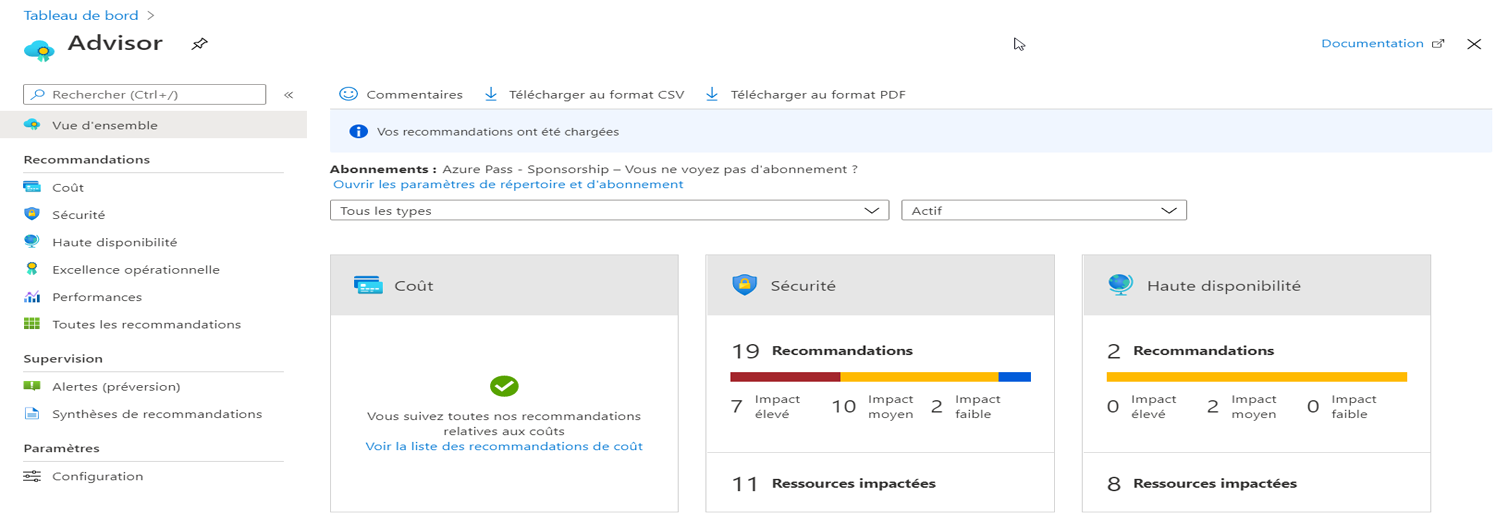 Tableau de bord >
Advisor
Documentation
Rechercher (Ctrl+/)
«
Commentaires Télécharger au format CSV Télécharger au format PDF
Vue d'ensemble
Vos recommandations ont été chargées
Recommandations
Coût
Sécurité
Haute disponibilité
Excellence opérationnelle
Performances
Toutes les recommandations
Supervision
Alertes (préversion)
Synthèses de recommandations
Paramètres
Configuration
Abonnements : Azure Pass - Sponsorship – Vous ne voyez pas d'abonnement ?
Ouvrir les paramètres de répertoire et d'abonnement
Tous les types
Actif
Coût
Vous suivez toutes nos recommandations
relatives aux coûts
Voir la liste des recommandations de coût
Sécurité
19 Recommandations
7 Impact élevé
10 Impact moyen
2 Impact faible
11 Ressources impactées
Haute disponibilité
2 Recommandations
0 Impact élevé
2 Impact moyen
0 Impact faible
8 Ressources impactées